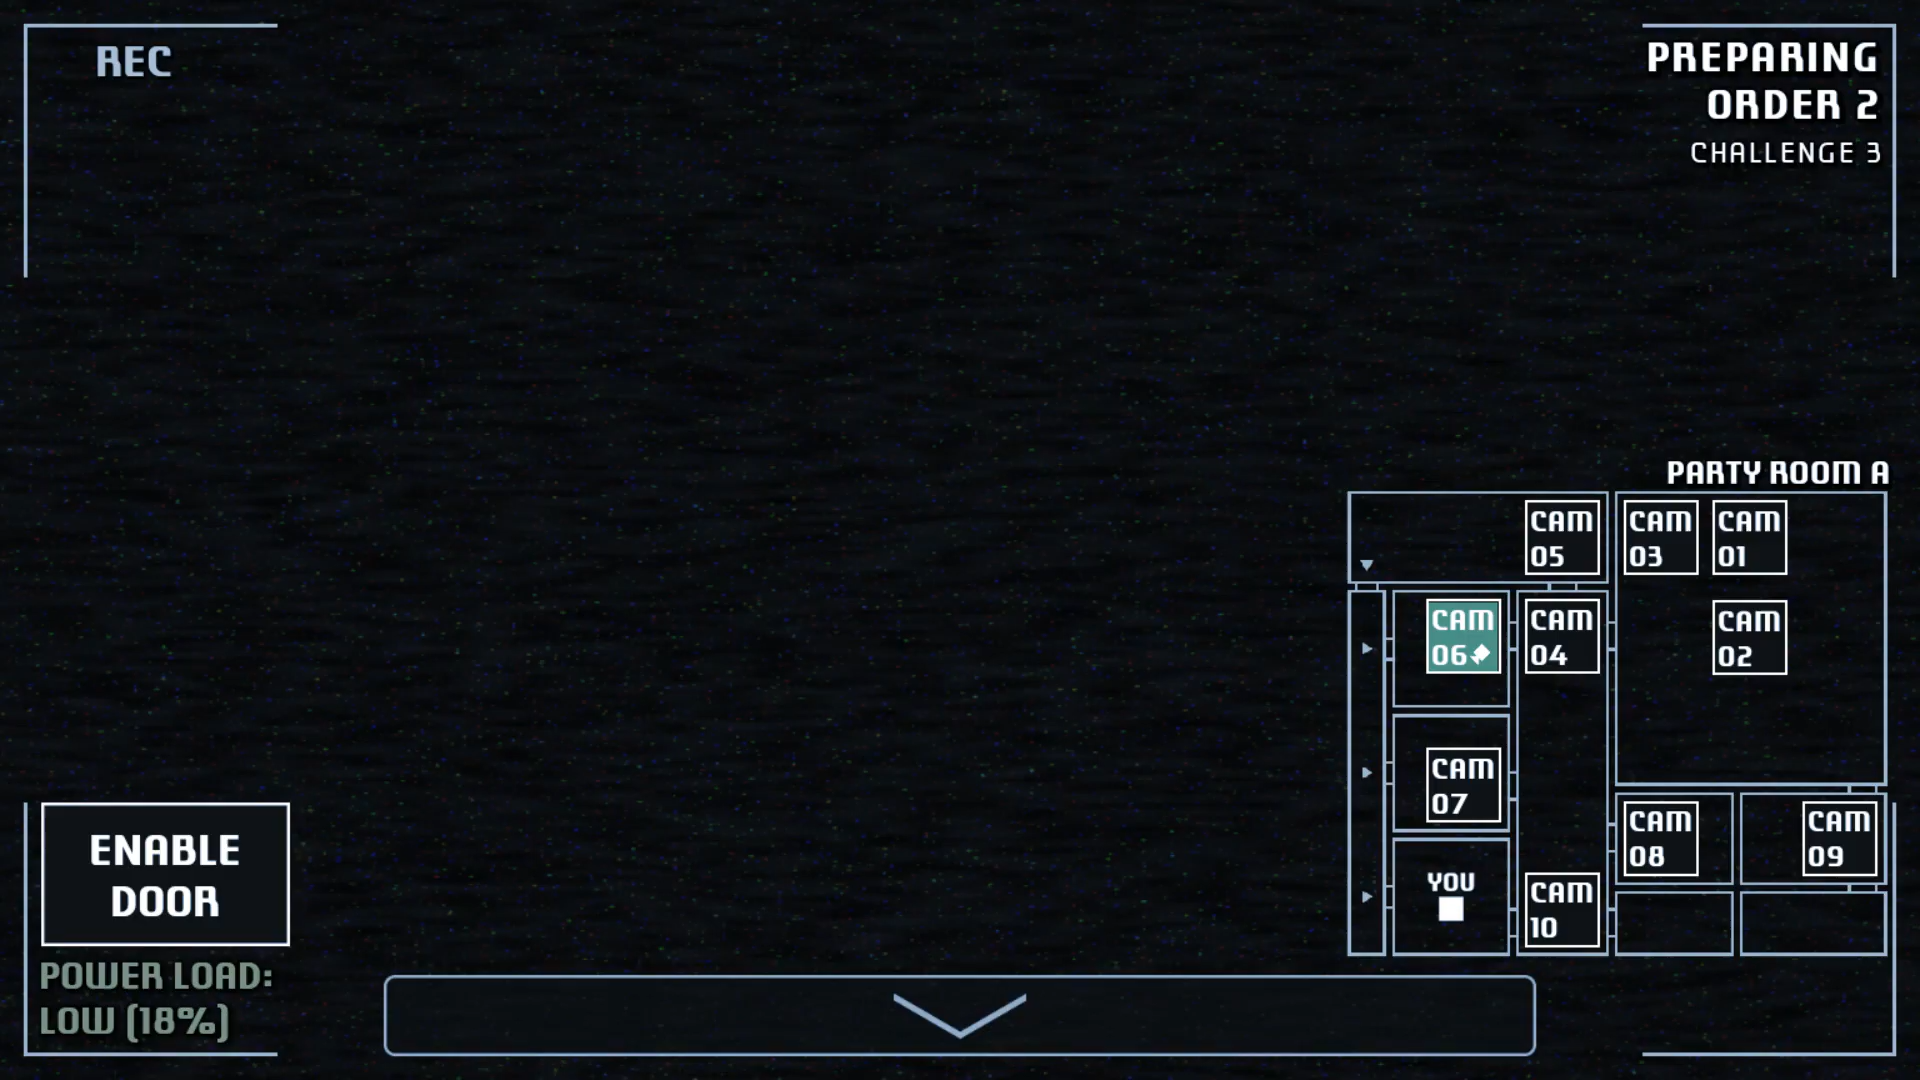 REC
PREPARING
ORDER 2
CHALLENGE 3
PARTY ROOM A
CAM
05
CAM
03
CAM
01
CAM
06
CAM
04
CAM
02
CAM
07
CAM
08
CAM
09
YOU
CAM
10
ENABLE
DOOR
POWER LOAD:
LOW (18%)